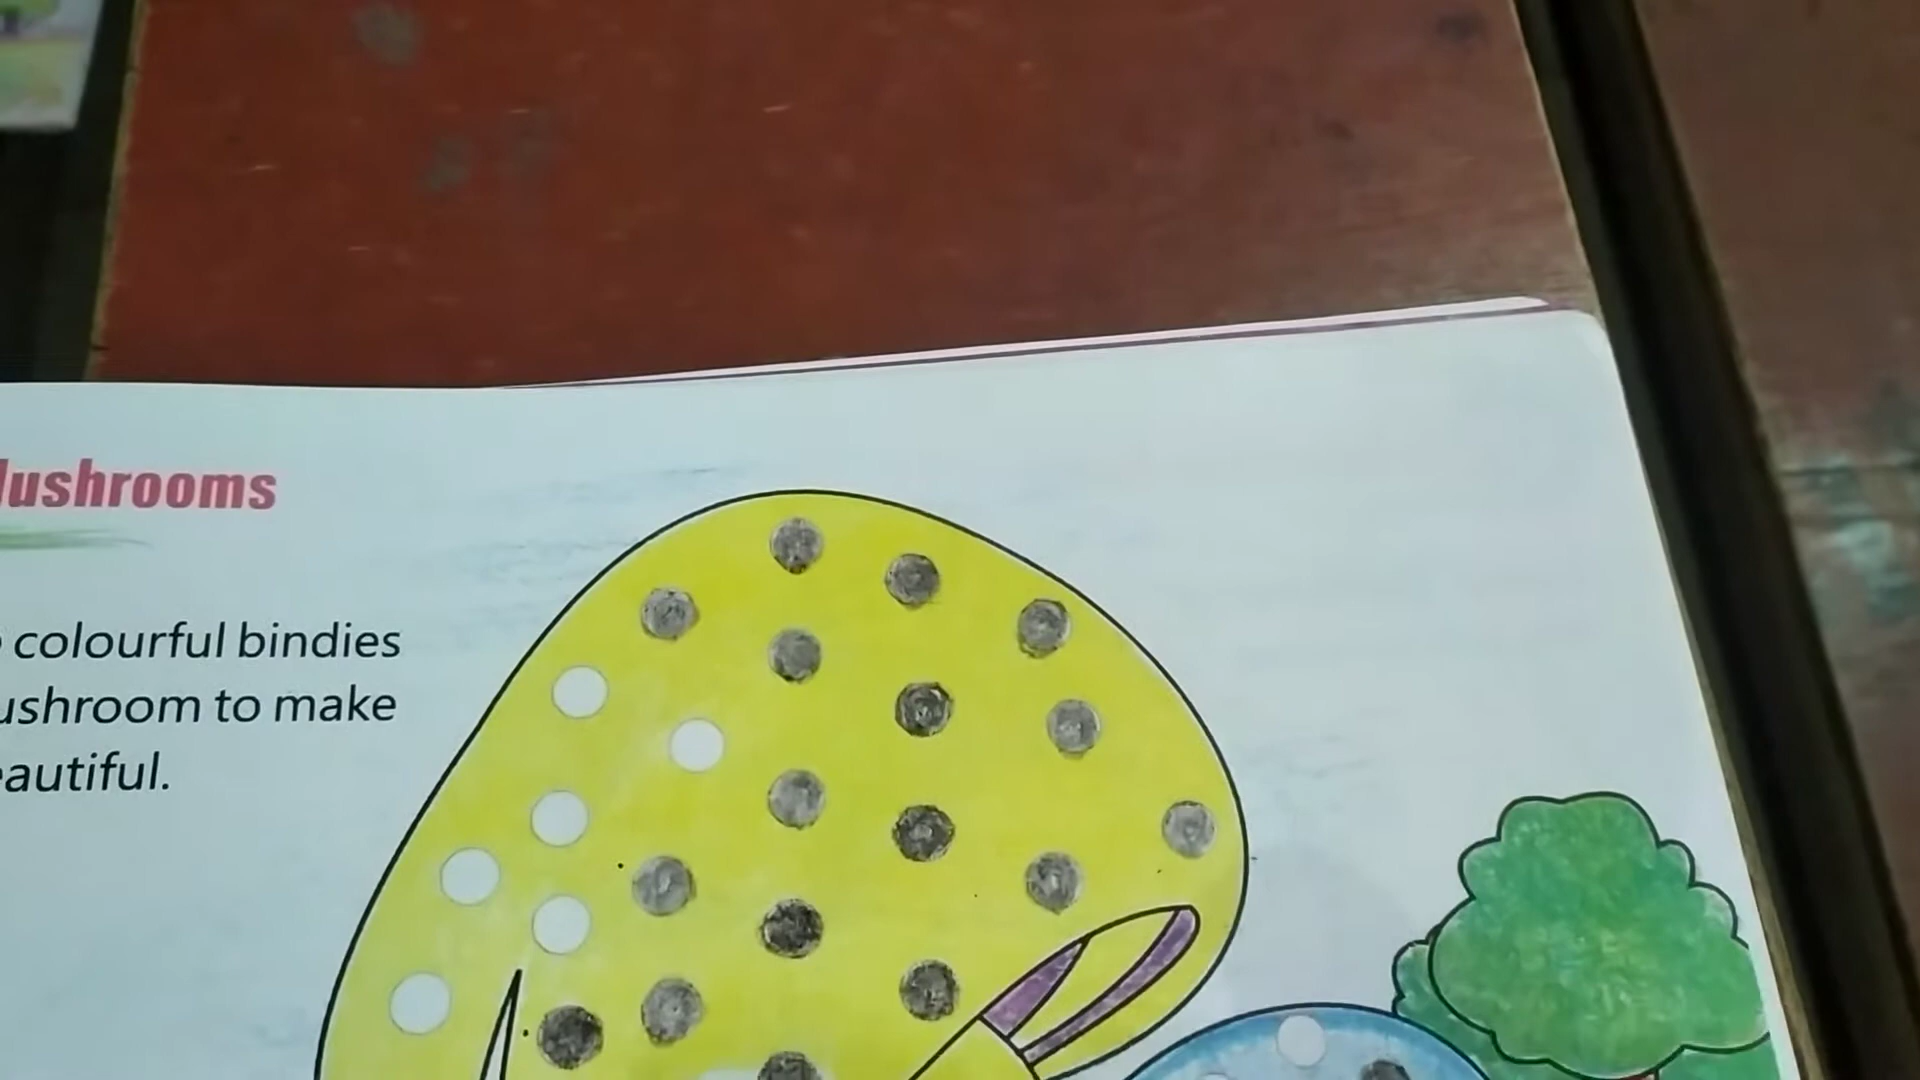 ushrooms
colourful bindies
ushroom to make
eautiful.